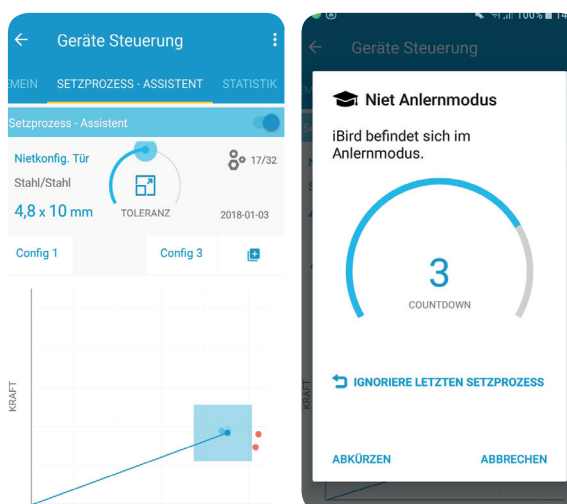 Geräte Steuerung
EMEIN SETZPROZESS - ASSISTENT STATISTIK
Setzprozess - Assistent
Nietkonfig. Tür
17/32
Stahl/Stahl
4,8 x 10 mm
TOLERANZ
2018-01-03
Config 1
Config 3
KRAFT
100%
14
Geräte Steuerung
Niet Anlernmodus
iBird befindet sich im
Anlernmodus.
3
COUNTDOWN
IGNORIERE LETZTEN SETZPROZESS
ABKÜRZEN
ABBRECHEN
KRAFT